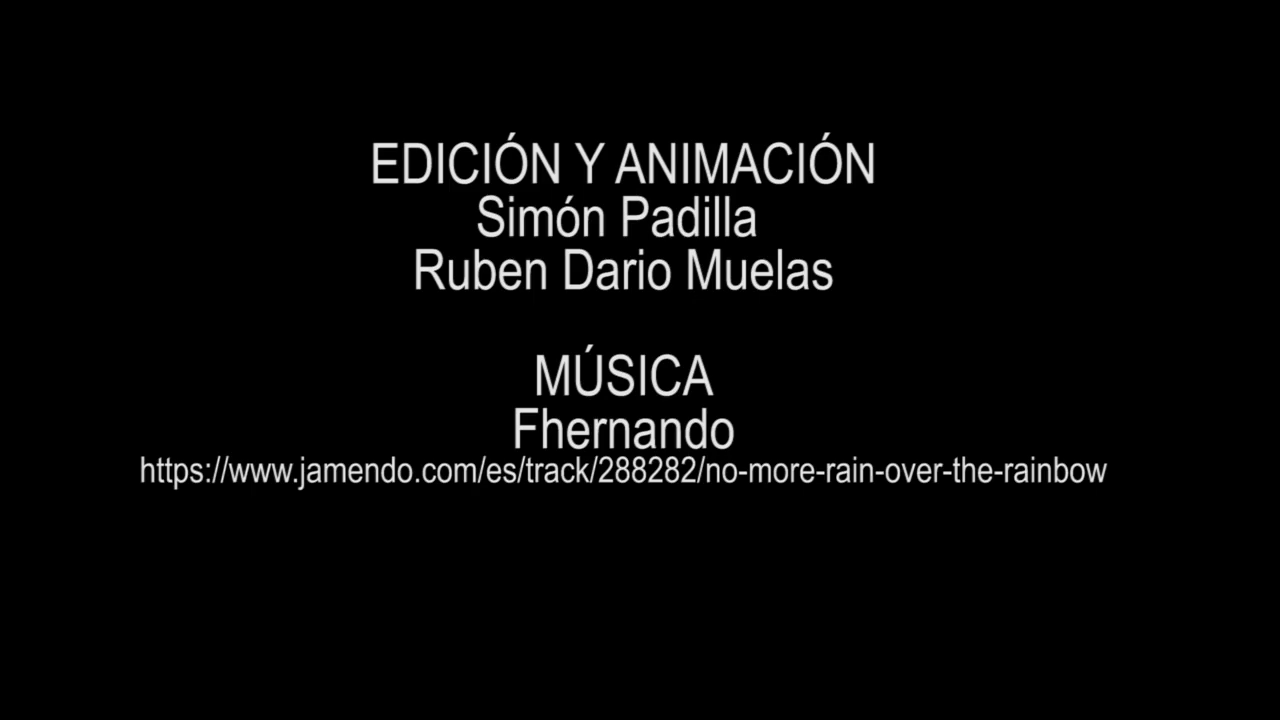 EDICIÓN Y ANIMACIÓN
Simón Padilla
Ruben Dario Muelas
MÚSICA
Fhernando
https://www.jamendo.com/es/track/288282/no-more-rain-over-the-rainbow